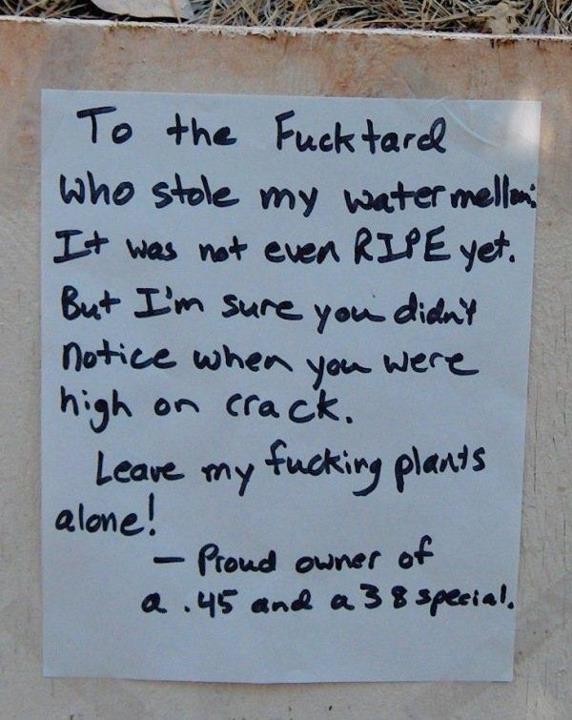 To the Fucktard
who stole my watermellon:
It was not even RIPE yet.
But I'm sure you didn't
notice when you were
high on crack.
Leave my fucking plants
alone!
— Proud owner of
a .45 and a 38 special.